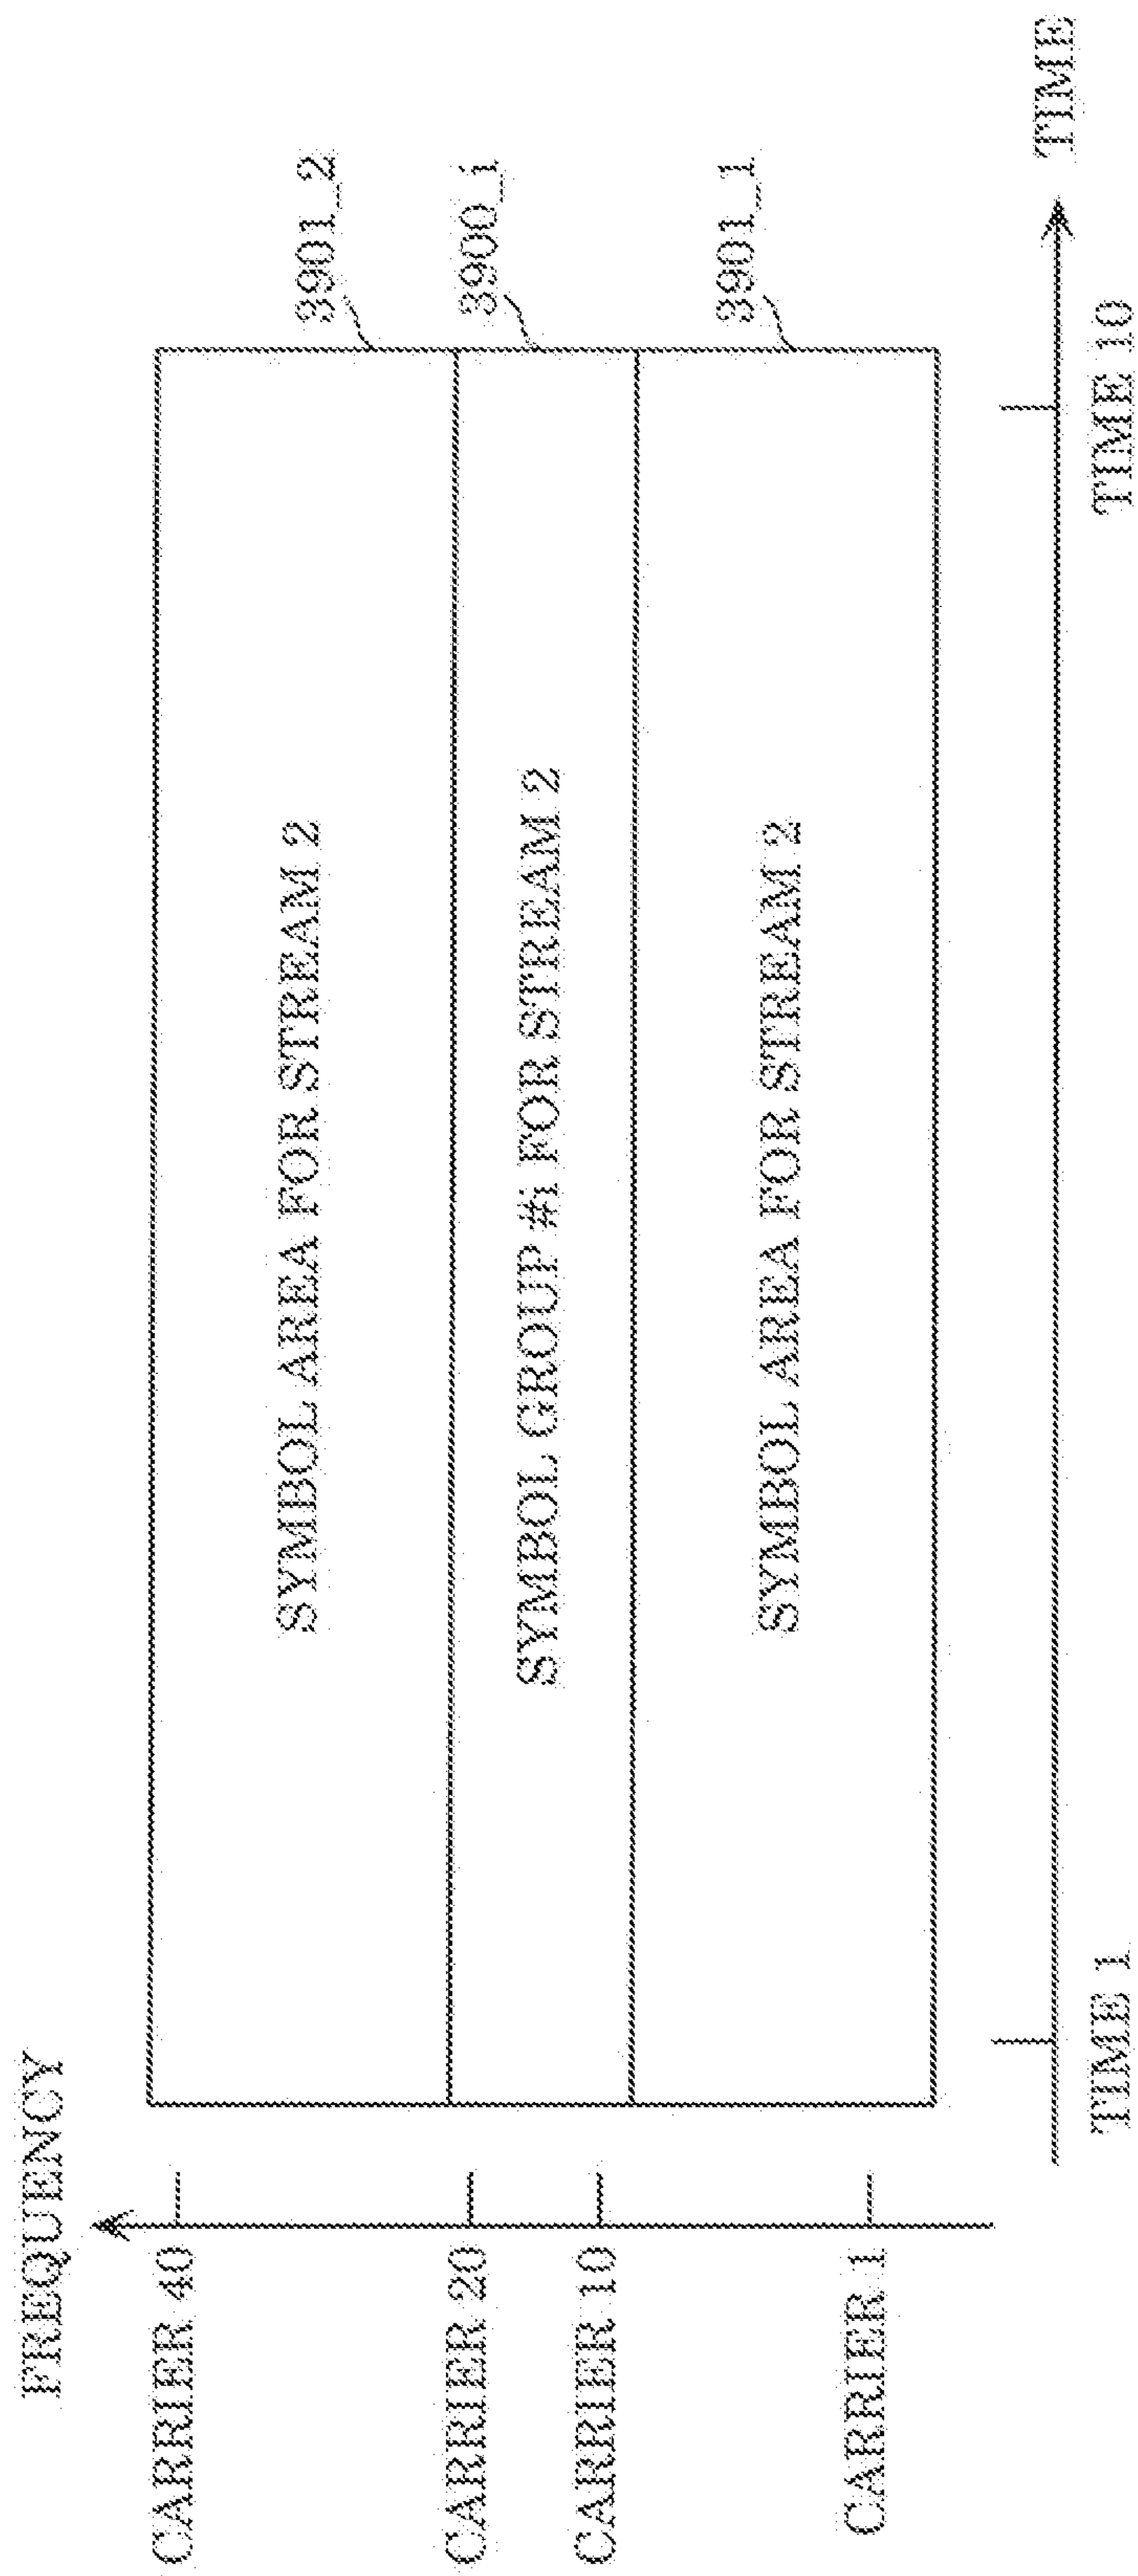 FREQUENCY
CARRIER 40
CARRIER 20
CARRIER 10
CARRIER 1
SYMBOL AREA FOR STREAM 2
SYMBOL GROUP #i FOR STREAM 2
SYMBOL AREA FOR STREAM 2
3901_2
3900_i
3901_1
TIME 1
TIME 10
TIME